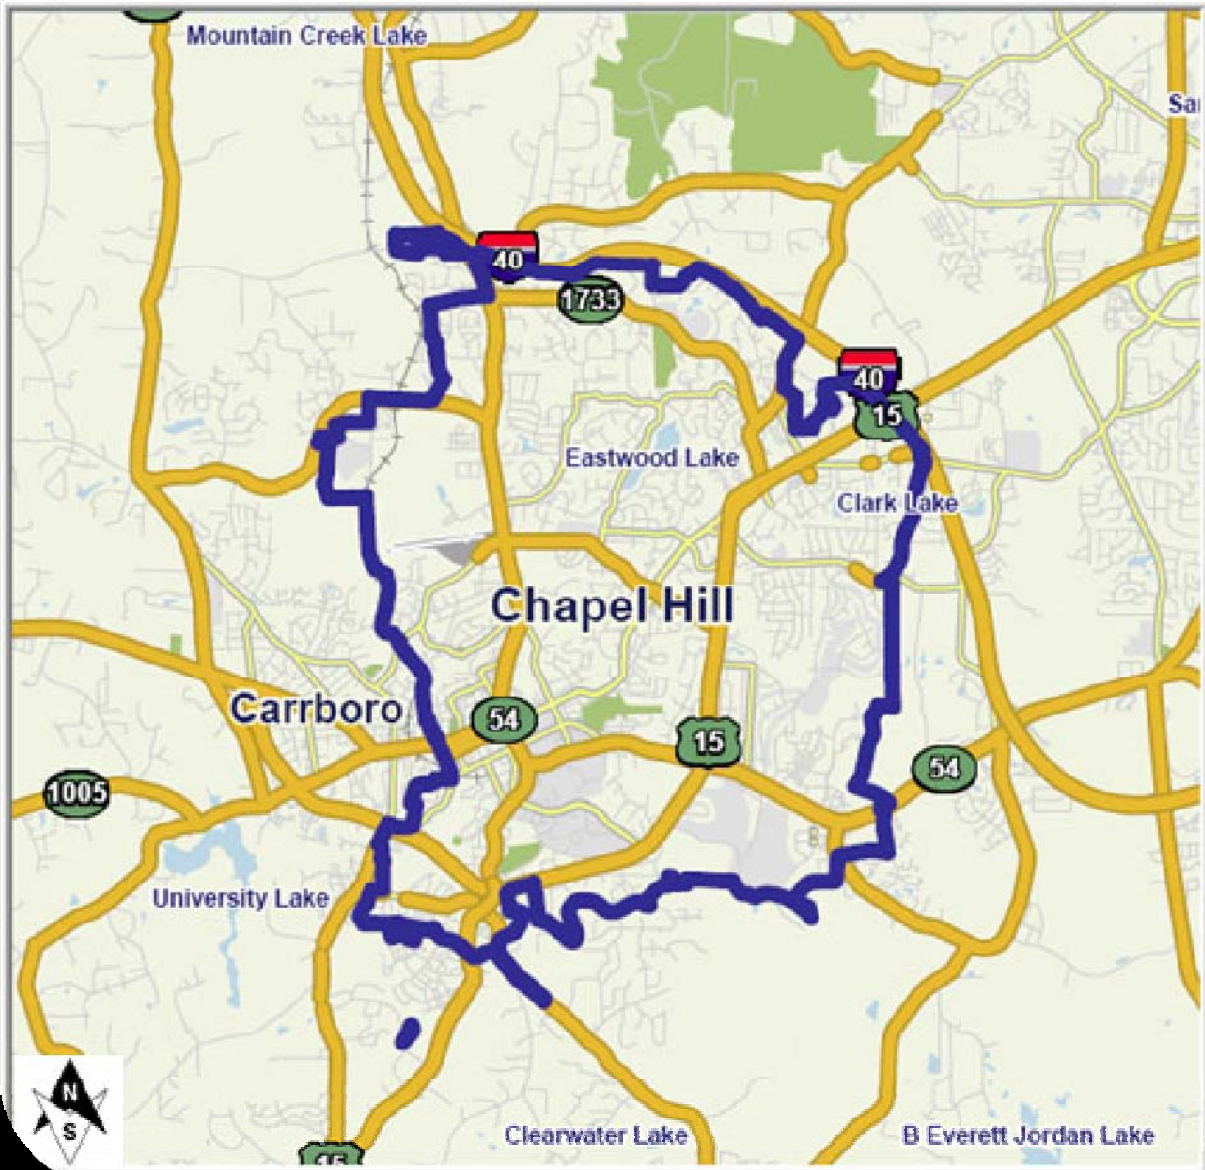 Mountain Creek Lake
40
1733
40
15
Eastwood Lake
Clark Lake
Chapel Hill
Carrboro
54
15
54
1005
University Lake
N
S
Clearwater Lake
B Everett Jordan Lake